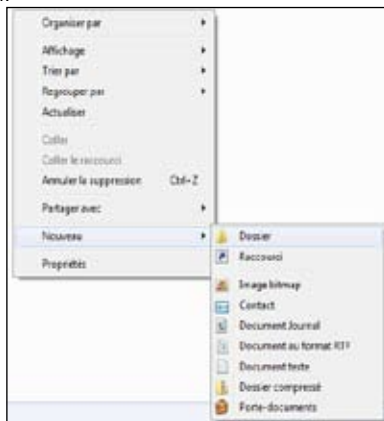 Organiser par
Affichage
Trier par
Regrouper par
Actualiser
Coller
Coller le raccourci
Annuler la suppression Ctrl+Z
Partager avec
Nouveau
Propriétés
Dossier
Raccourci
Image bitmap
Contact
Document Journal
Document au format RTF
Document texte
Dossier compressé
Porte-documents